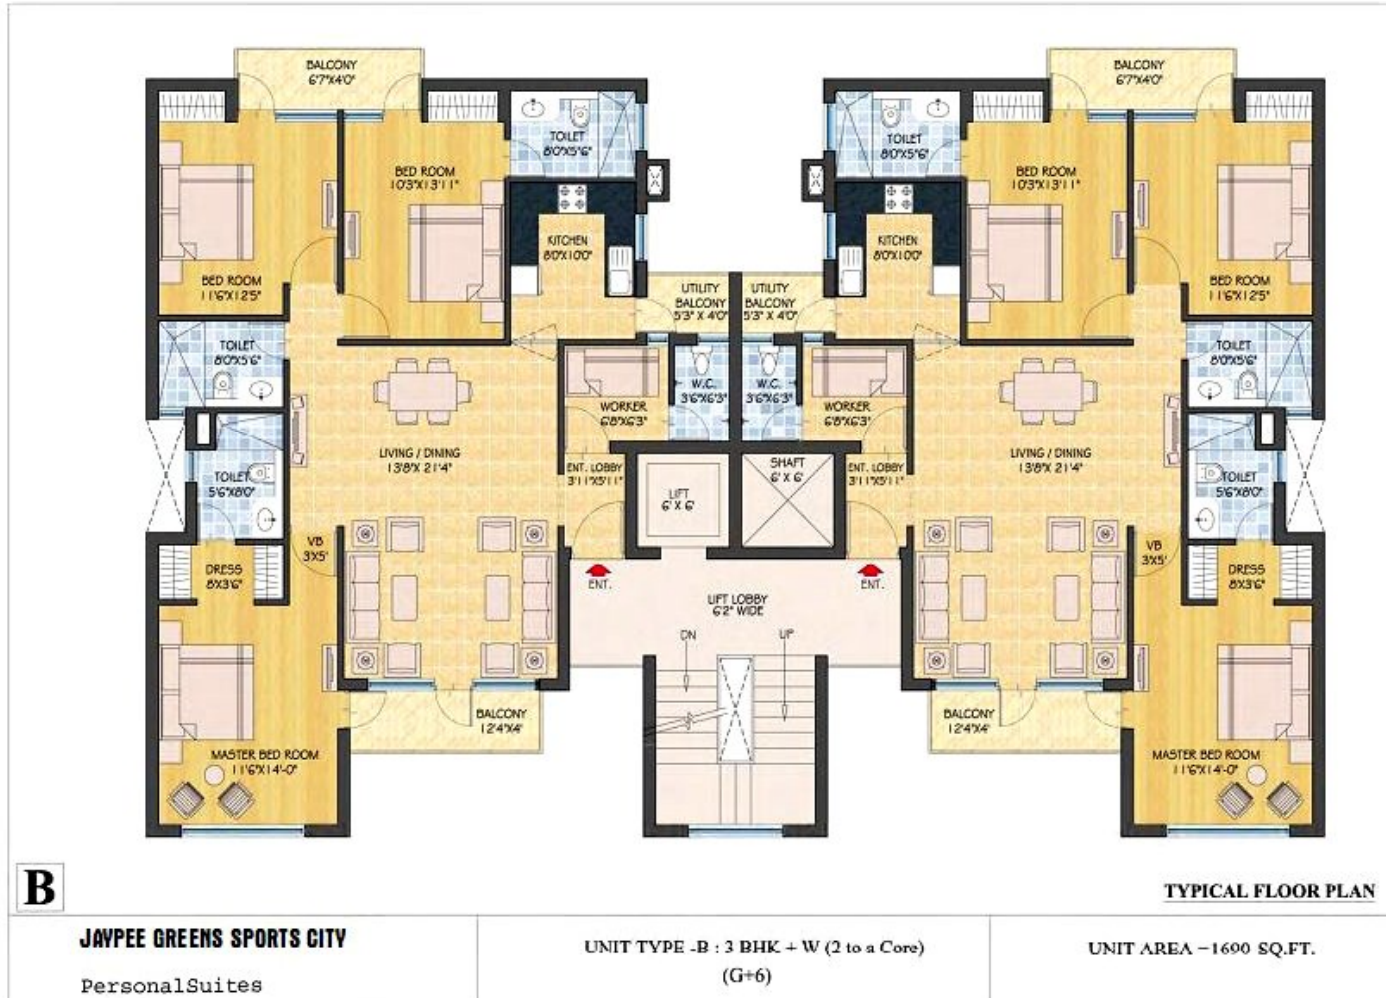 BALCONY
6'7"X4'0"
BALCONY
6'7"X4'0"
TOILET
8'0"X5'6"
TOILET
8'0"X5'6"
BED ROOM
10'3"X13'11"
BED ROOM
10'3"X13'11"
KITCHEN
8'0"X10'0"
KITCHEN
8'0"X10'0"
BED ROOM
11'6"X12'5"
BED ROOM
11'6"X12'5"
UTILITY
BALCONY
5'3" X 4'0"
UTILITY
BALCONY
5'3" X 4'0"
TOILET
8'0"X5'6"
TOILET
8'0"X5'6"
W.C.
3'6"X6'3"
W.C.
3'6"X6'3"
WORKER
6'8"X6'3"
WORKER
6'8"X6'3"
LIVING / DINING
13'8"X 21'4"
LIVING / DINING
13'8"X 21'4"
ENT. LOBBY
3'11"X5'11"
SHAFT
6' X 6'
ENT. LOBBY
3'11"X5'11"
TOILET
5'6"X8'0"
LIFT
6' X 6'
TOILET
5'6"X8'0"
VB
3'X5'
VB
3'X5'
DRESS
8'X3'6"
DRESS
8'X3'6"
ENT.
ENT.
LIFT LOBBY
6'2" WIDE
DN
UP
BALCONY
12'4"X4'
BALCONY
12'4"X4'
MASTER BED ROOM
11'6"X14'-0"
MASTER BED ROOM
11'6"X14'-0"
B
TYPICAL FLOOR PLAN
JAYPEE GREENS SPORTS CITY
PersonalSuites
UNIT TYPE -B : 3 BHK + W (2 to a Core)
(G+6)
UNIT AREA –1690 SQ.FT.